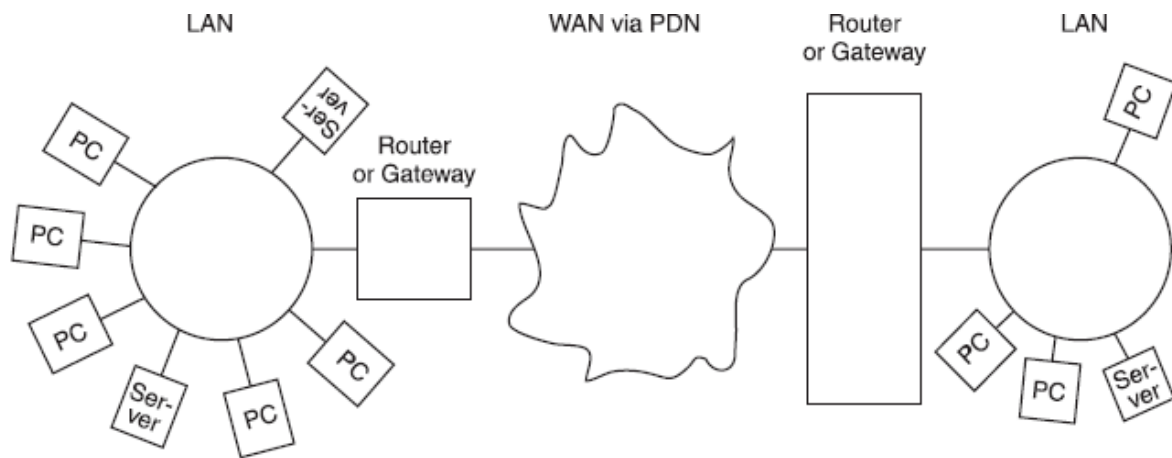 LAN
WAN via PDN
Router
or Gateway
LAN
Router
or Gateway
Ser-
ver
PC
PC
PC
Ser-
ver
PC
PC
PC
PC
PC
Ser-
ver